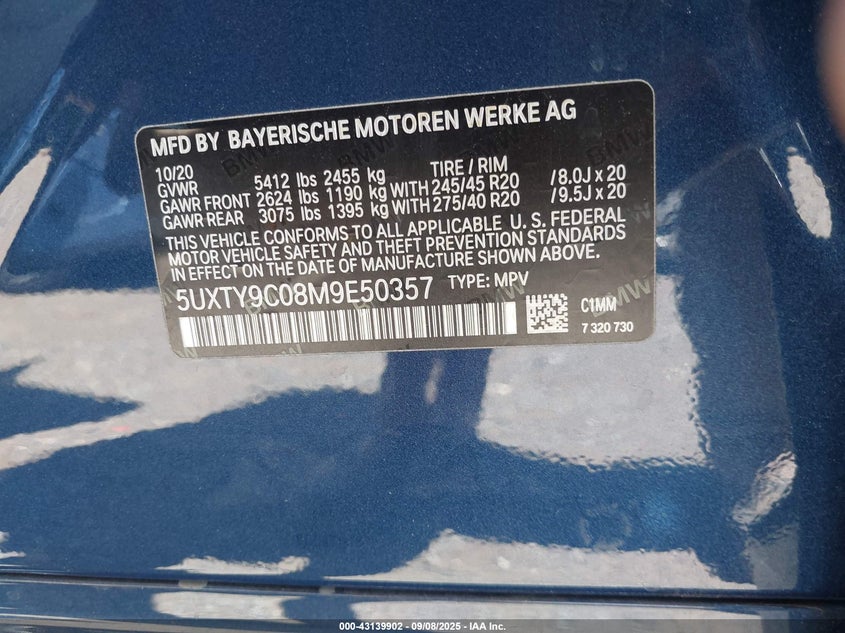 MFD BY BAYERISCHE MOTOREN WERKE AG
10/20 TIRE / RIM
GVWR 5412 lbs 2455 kg
GAWR FRONT 2624 lbs 1190 kg WITH 245/45 R20 / 8.0J x 20
GAWR REAR 3075 lbs 1395 kg WITH 275/40 R20 / 9.5J x 20
THIS VEHICLE CONFORMS TO ALL APPLICABLE U. S. FEDERAL
MOTOR VEHICLE SAFETY AND THEFT PREVENTION STANDARDS
IN EFFECT ON THE DATE OF MANUFACTURE SHOWN ABOVE.
5UXTY9C08M9E50357 TYPE: MPV
C1MM
7 320 730
000-43139902 - 09/08/2025 - IAA Inc.